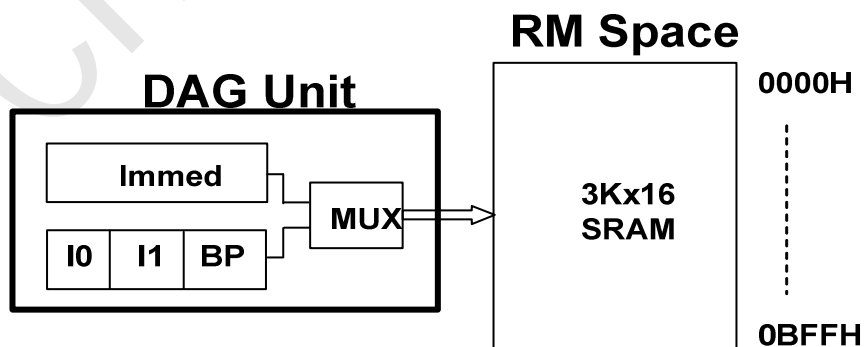 RM Space
DAG Unit
0000H
Immed
MUX
I0 I1 BP
3Kx16
SRAM
0BFFH